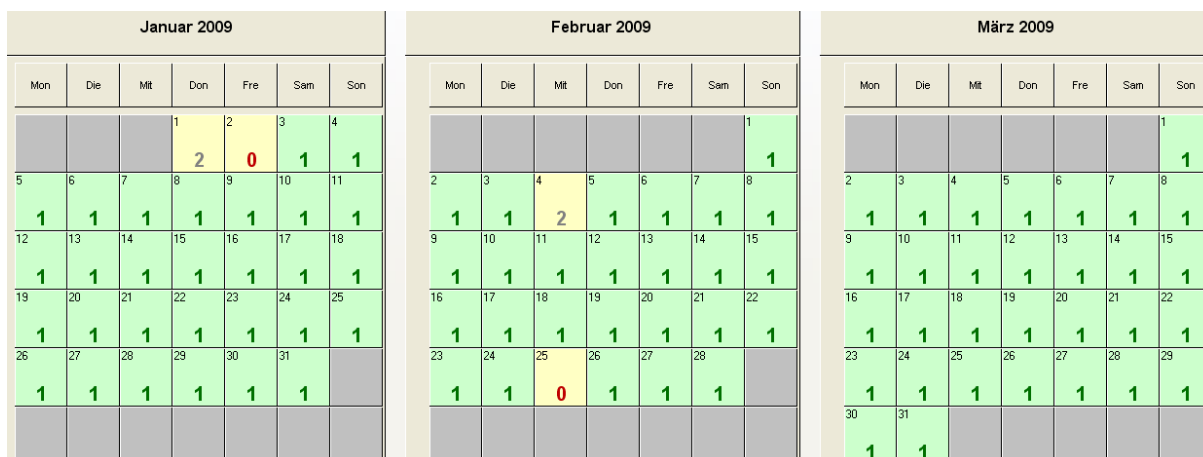 Januar 2009
Mon Die Mit Don Fre Sam Son
1 2 3 4
2 0 1 1
5 6 7 8 9 10 11
1 1 1 1 1 1 1
12 13 14 15 16 17 18
1 1 1 1 1 1 1
19 20 21 22 23 24 25
1 1 1 1 1 1 1
26 27 28 29 30 31
1 1 1 1 1 1
Februar 2009
Mon Die Mit Don Fre Sam Son
1
1
2 3 4 5 6 7 8
1 1 2 1 1 1 1
9 10 11 12 13 14 15
1 1 1 1 1 1 1
16 17 18 19 20 21 22
1 1 1 1 1 1 1
23 24 25 26 27 28
1 1 0 1 1 1
März 2009
Mon Die Mit Don Fre Sam Son
1
1
2 3 4 5 6 7 8
1 1 1 1 1 1 1
9 10 11 12 13 14 15
1 1 1 1 1 1 1
16 17 18 19 20 21 22
1 1 1 1 1 1 1
23 24 25 26 27 28 29
1 1 1 1 1 1 1
30 31
1 1